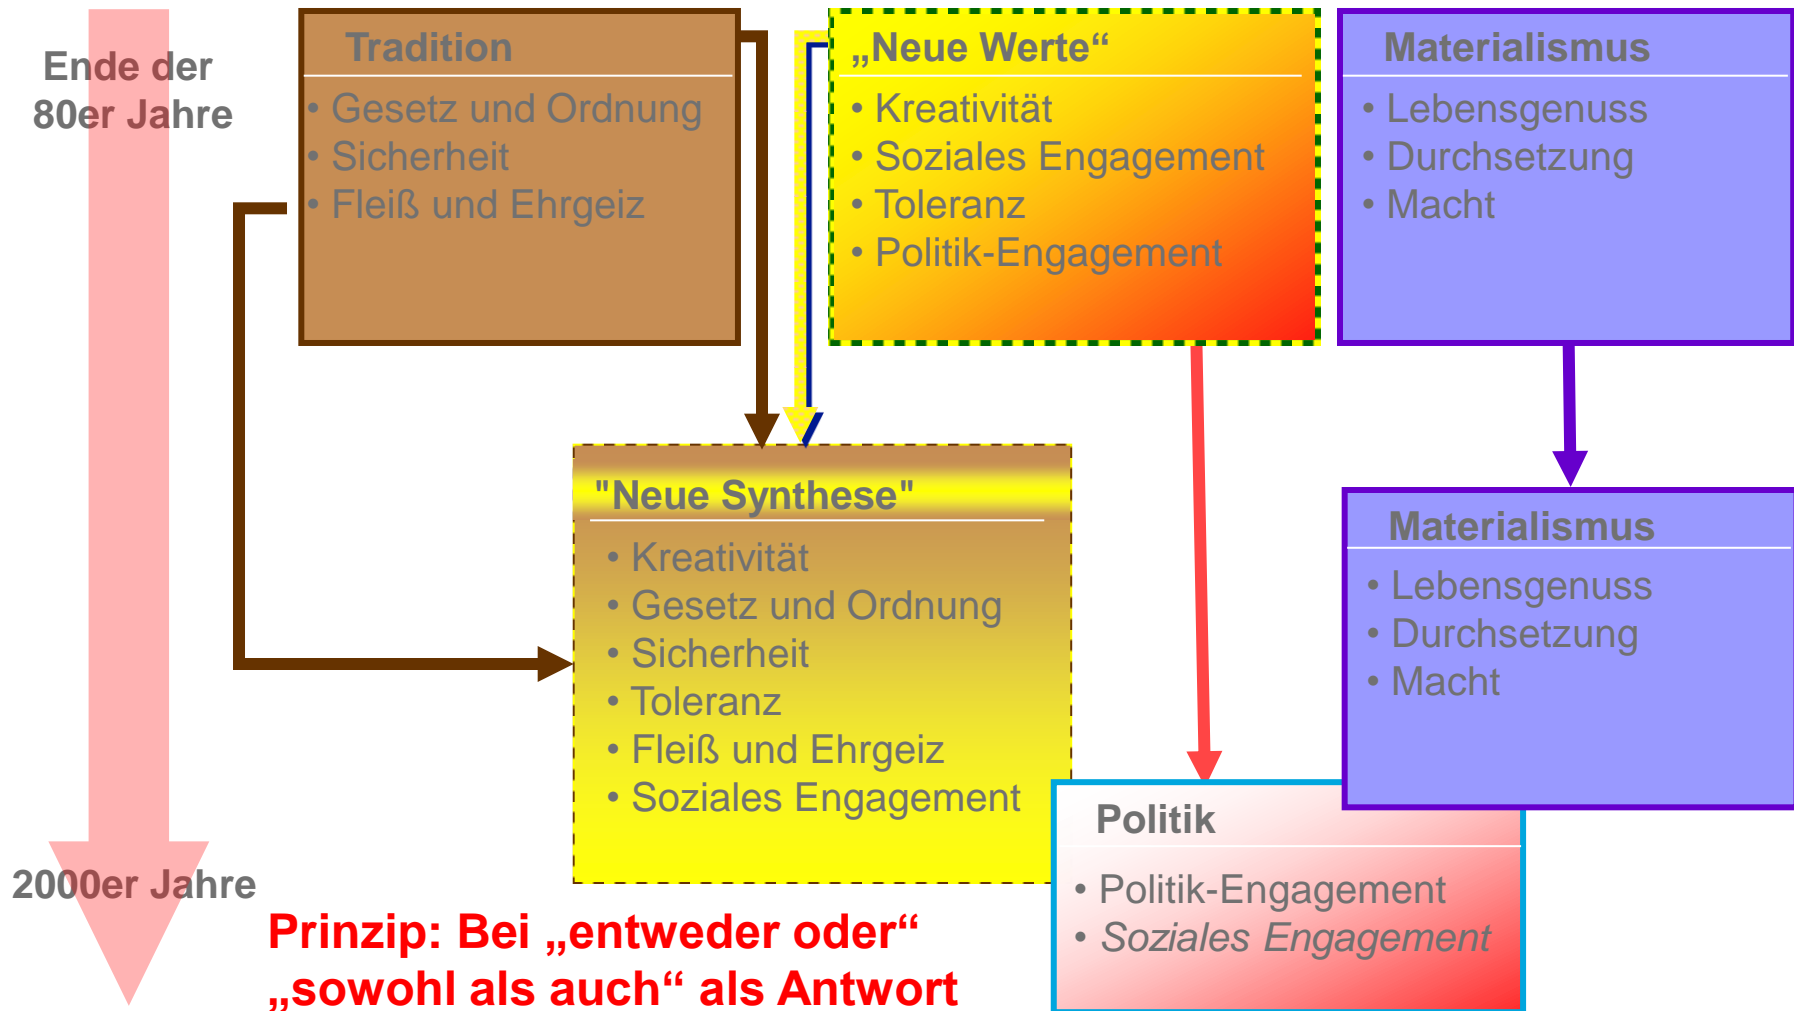 Ende der
80er Jahre
Tradition
• Gesetz und Ordnung
• Sicherheit
• Fleiß und Ehrgeiz
„Neue Werte“
• Kreativität
• Soziales Engagement
• Toleranz
• Politik-Engagement
Materialismus
• Lebensgenuss
• Durchsetzung
• Macht
"Neue Synthese"
• Kreativität
• Gesetz und Ordnung
• Sicherheit
• Toleranz
• Fleiß und Ehrgeiz
• Soziales Engagement
Materialismus
• Lebensgenuss
• Durchsetzung
• Macht
Politik
• Politik-Engagement
• Soziales Engagement
2000er Jahre
Prinzip: Bei „entweder oder“
„sowohl als auch“ als Antwort